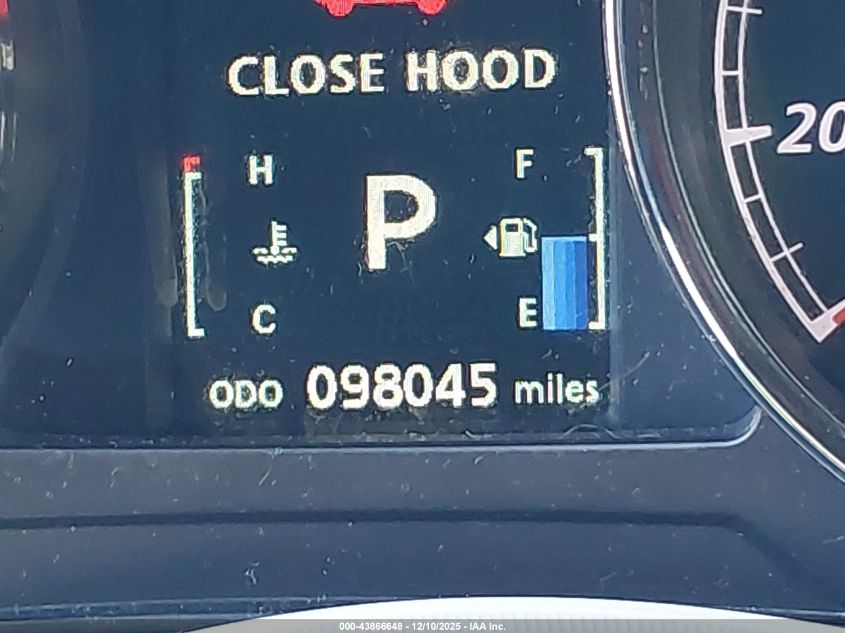 CLOSE HOOD
20
H F
P
C E
ODO 098045 miles
000-43866648 - 12/10/2025 - IAA Inc.